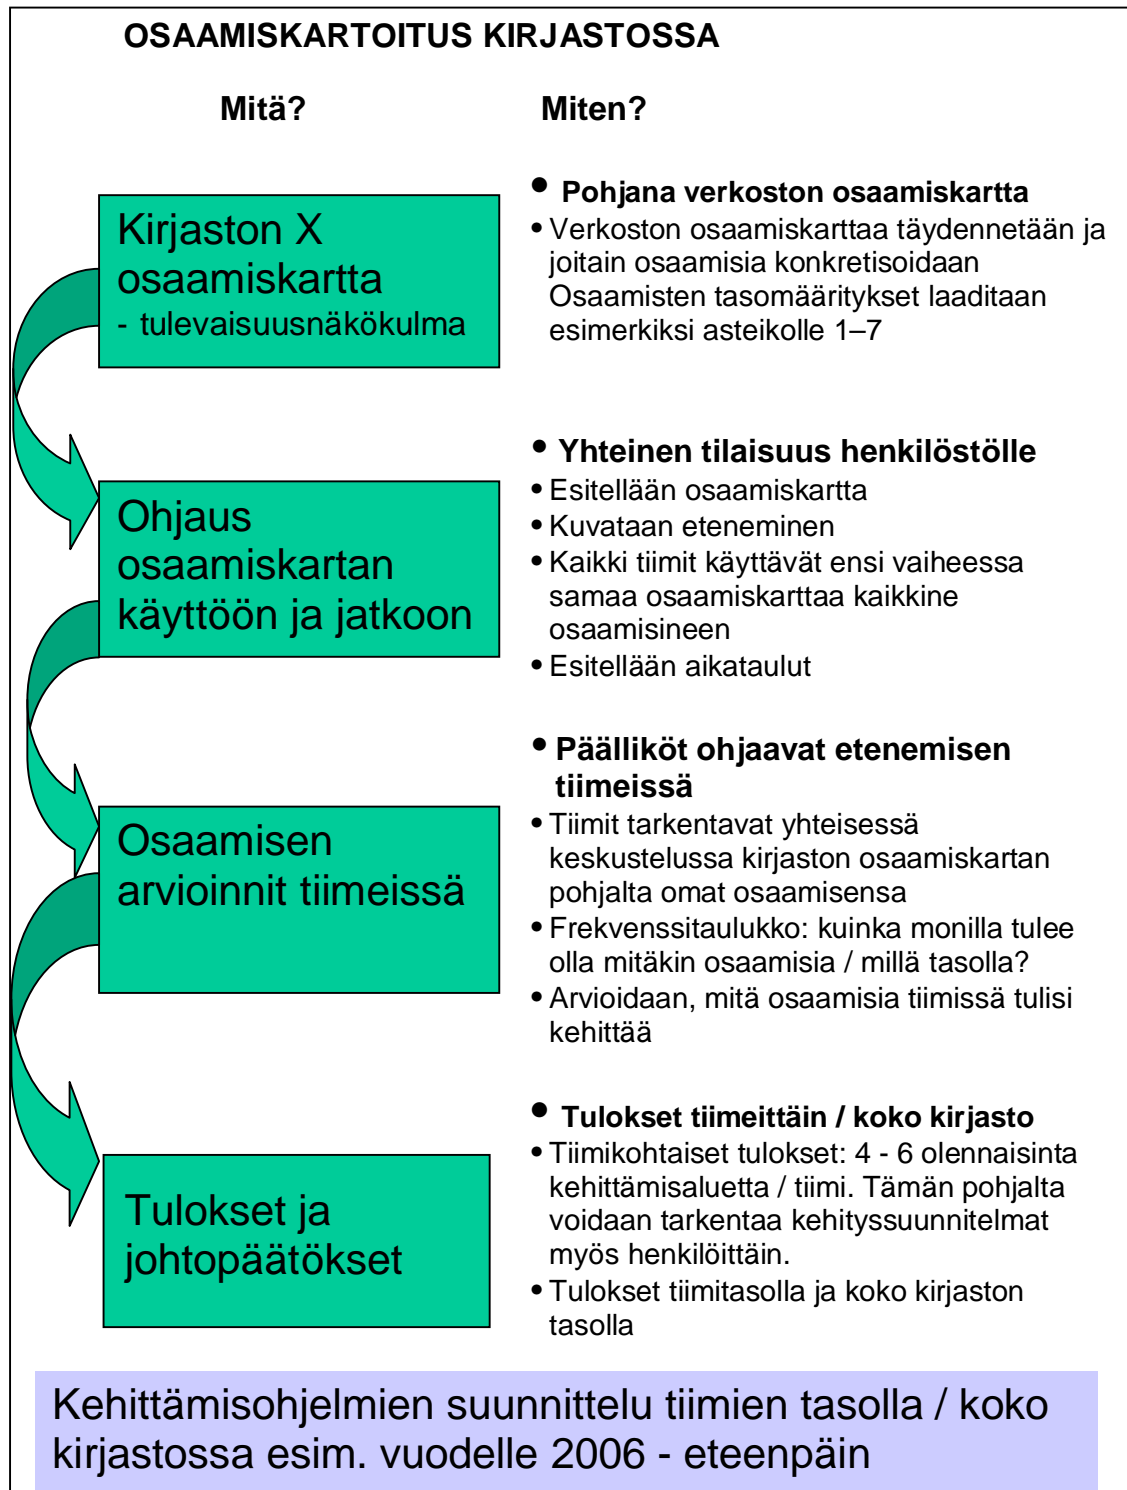 OSAAMISKARTOITUS KIRJASTOSSA
Mitä?
Miten?
Kirjaston X
osaamiskartta
- tulevaisuusnäkökulma
• Pohjana verkoston osaamiskartta
• Verkoston osaamiskarttaa täydennetään ja
joitain osaamisia konkretisoidaan
Osaamisten tasomääritykset laaditaan
esimerkiksi asteikolle 1–7
Ohjaus
osaamiskartan
käyttöön ja jatkoon
• Yhteinen tilaisuus henkilöstölle
• Esitellään osaamiskartta
• Kuvataan eteneminen
• Kaikki tiimit käyttävät ensi vaiheessa
samaa osaamiskarttaa kaikkine
osaamisineen
• Esitellään aikataulut
Osaamisen
arvioinnit tiimeissä
• Päälliköt ohjaavat etenemisen
tiimeissä
• Tiimit tarkentavat yhteisessä
keskustelussa kirjaston osaamiskartan
pohjalta omat osaamisensa
• Frekvenssitaulukko: kuinka monilla tulee
olla mitäkin osaamisia / millä tasolla?
• Arvioidaan, mitä osaamisia tiimissä tulisi
kehittää
Tulokset ja
johtopäätökset
• Tulokset tiimeittäin / koko kirjasto
• Tiimikohtaiset tulokset: 4 - 6 olennaisinta
kehittämisaluetta / tiimi. Tämän pohjalta
voidaan tarkentaa kehityssuunnitelmat
myös henkilöittäin.
• Tulokset tiimitasolla ja koko kirjaston
tasolla
Kehittämisohjelmien suunnittelu tiimien tasolla / koko
kirjastossa esim. vuodelle 2006 - eteenpäin